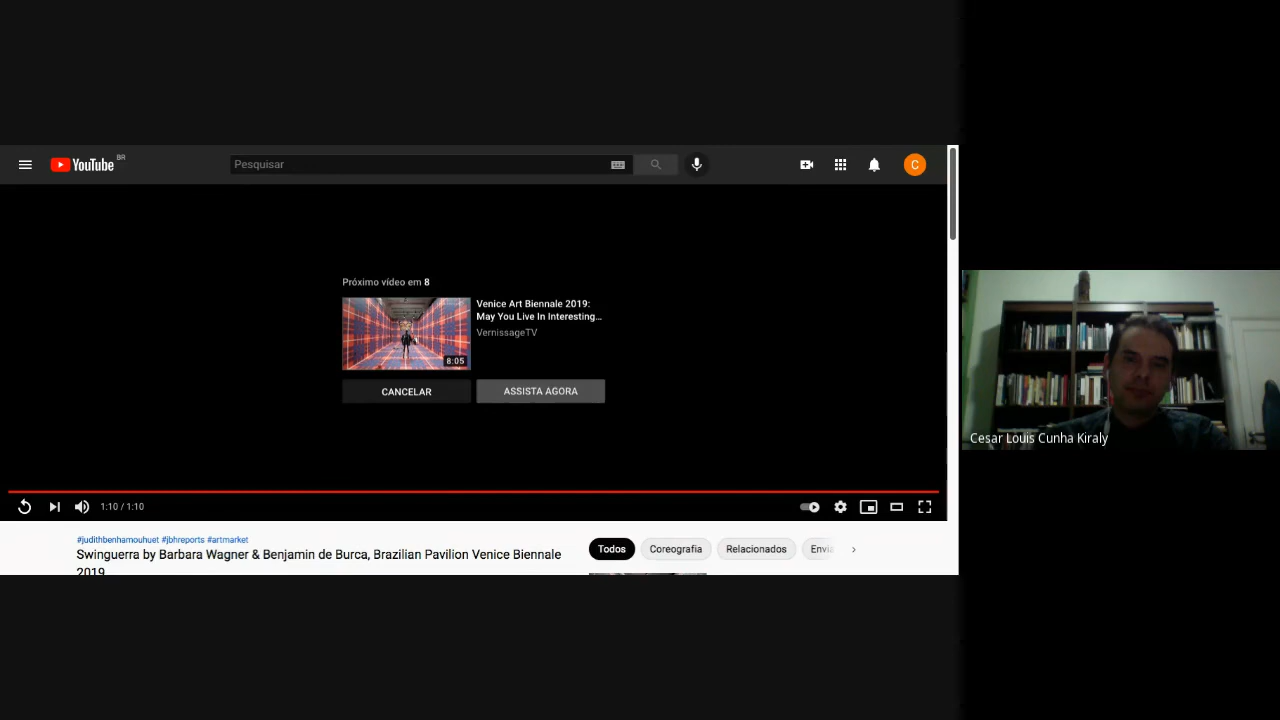 YouTube BR
Pesquisar
C
Próximo vídeo em 8
Venice Art Biennale 2019:
May You Live In Interesting...
VernissageTV
8:05
CANCELAR
ASSISTA AGORA
1:10 / 1:10
#judithbenhamouhuet #jbhreports #artmarket
Swinguerra by Barbara Wagner & Benjamin de Burca, Brazilian Pavilion Venice Biennale
2019
Todos
Coreografia
Relacionados
Cesar Louis Cunha Kiraly